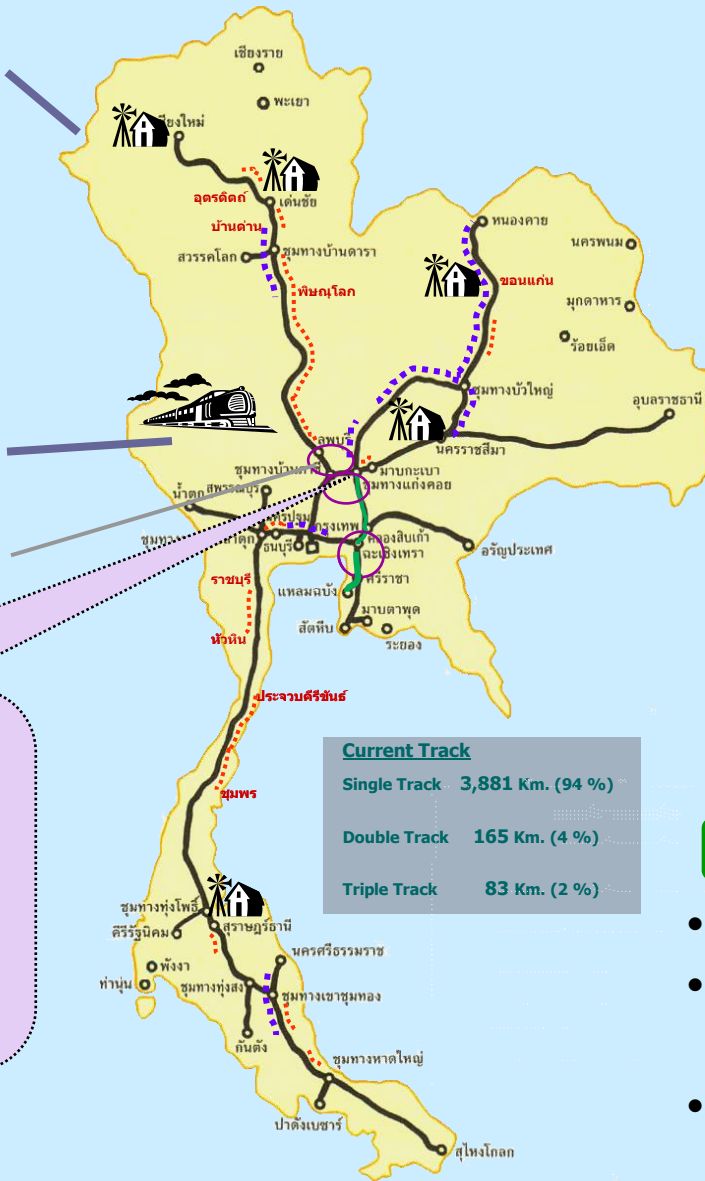 เชียงราย
พะเยา
อุตรดิตถ์
เด่นชัย
บ้านด่าน
หนองคาย
สวรรคโลก
ชุมทางบ้านดารา
นครพนม
ขอนแก่น
พิษณุโลก
มุกดาหาร
ร้อยเอ็ด
ชุมทางบัวใหญ่
อุบลราชธานี
ลพบุรี
นครราชสีมา
มาบกะเบา
ชุมทางแก่งคอย
น้ำตก
สุพรรณบุรี
กรุงเทพ
คลองสิบเก้า
ธนบุรี
ฉะเชิงเทรา
อรัญประเทศ
ศรีราชา
ราชบุรี
แหลมฉบัง
มาบตาพุด
สัตหีบ
หัวหิน
ระยอง
ประจวบคีรีขันธ์
Current Track
Single Track 3,881 Km. (94 %)
ชุมพร
Double Track 165 Km. (4 %)
Triple Track 83 Km. (2 %)
ชุมทางทุ่งโพธิ์
สุราษฎร์ธานี
คีรีรัฐนิคม
นครศรีธรรมราช
พังงา
ท่านุ่น
ชุมทางทุ่งสง
ชุมทางเขาชุมทอง
กันตัง
ชุมทางหาดใหญ่
ปาดังเบซาร์
สุไหงโกลก